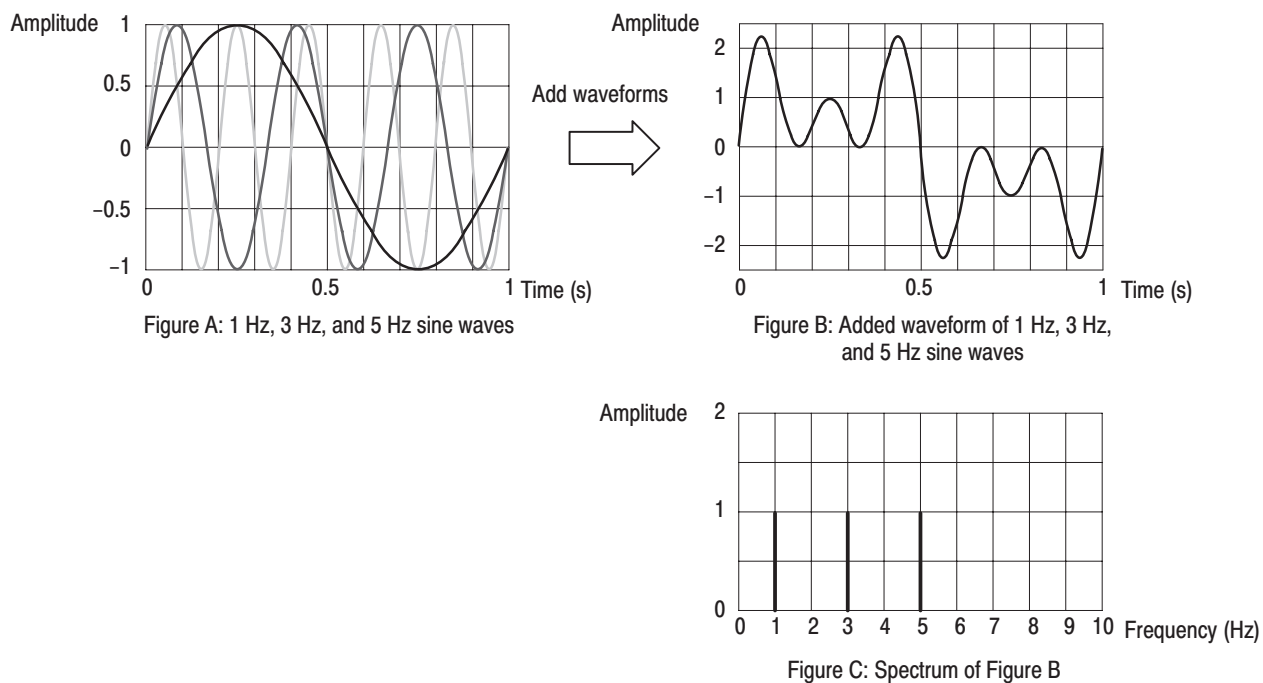 Amplitude
1
0.5
0
−0.5
−1
0
0.5
1
Time (s)
Figure A: 1 Hz, 3 Hz, and 5 Hz sine waves
Add waveforms
Amplitude
2
1
0
−1
−2
0
0.5
1
Time (s)
Figure B: Added waveform of 1 Hz, 3 Hz,
and 5 Hz sine waves
Amplitude
2
1
0
0 1 2 3 4 5 6 7 8 9 10 Frequency (Hz)
Figure C: Spectrum of Figure B